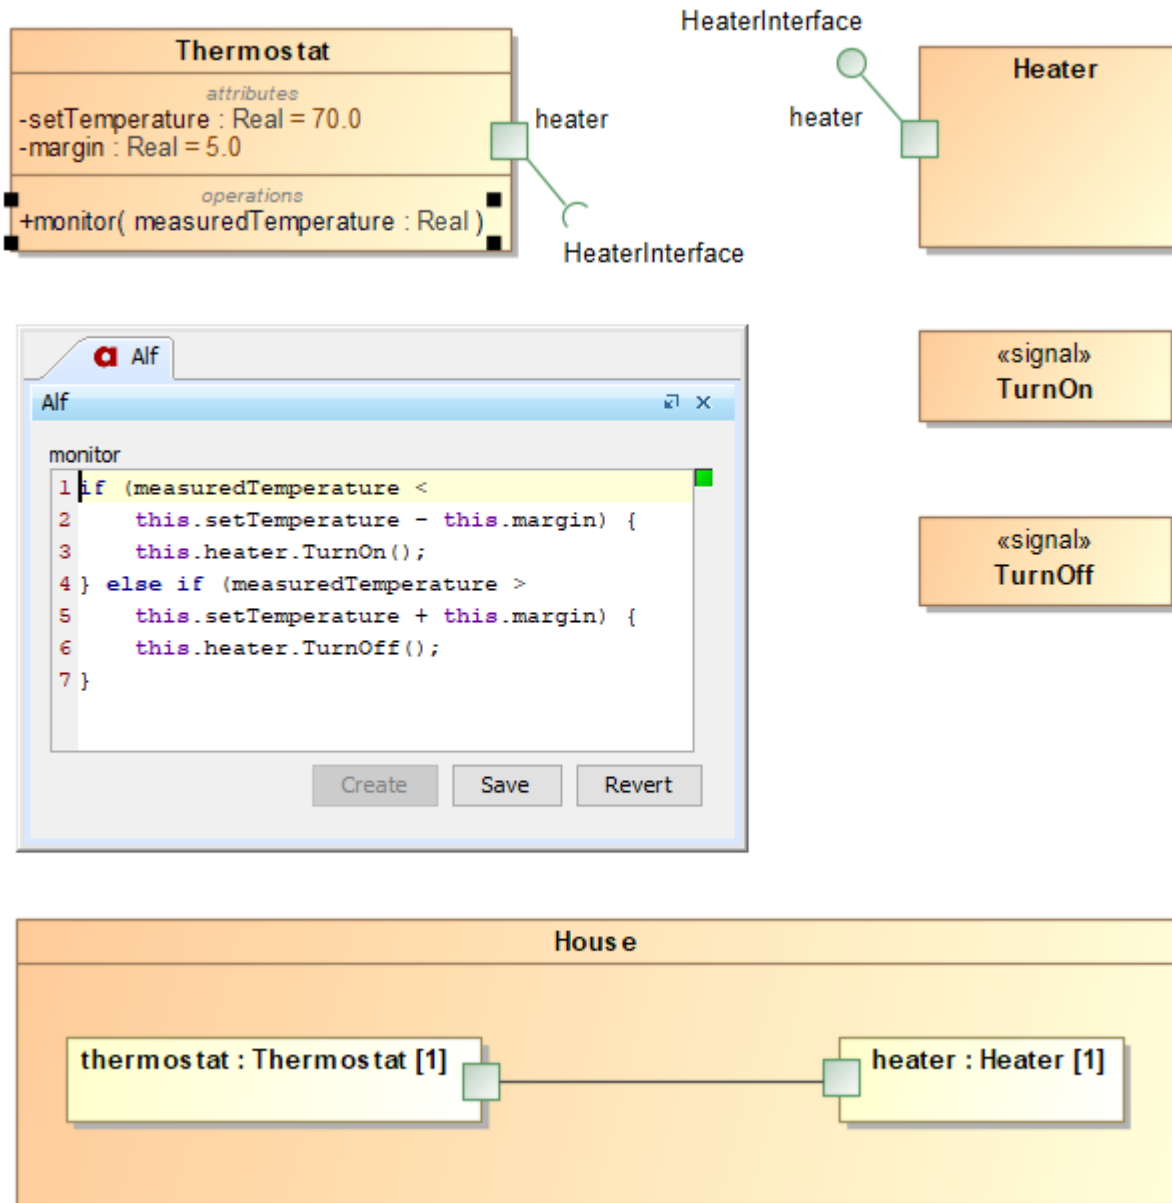 HeaterInterface
Thermostat
attributes
-setTemperature : Real = 70.0
-margin : Real = 5.0
operations
+monitor( measuredTemperature : Real )
heater
HeaterInterface
heater
Heater
Alf
Alf
monitor
1 if (measuredTemperature <
2 this.setTemperature - this.margin) {
3 this.heater.TurnOn();
4 } else if (measuredTemperature >
5 this.setTemperature + this.margin) {
6 this.heater.TurnOff();
7 }
Create Save Revert
«signal»
TurnOn
«signal»
TurnOff
House
thermostat : Thermostat [1]
heater : Heater [1]